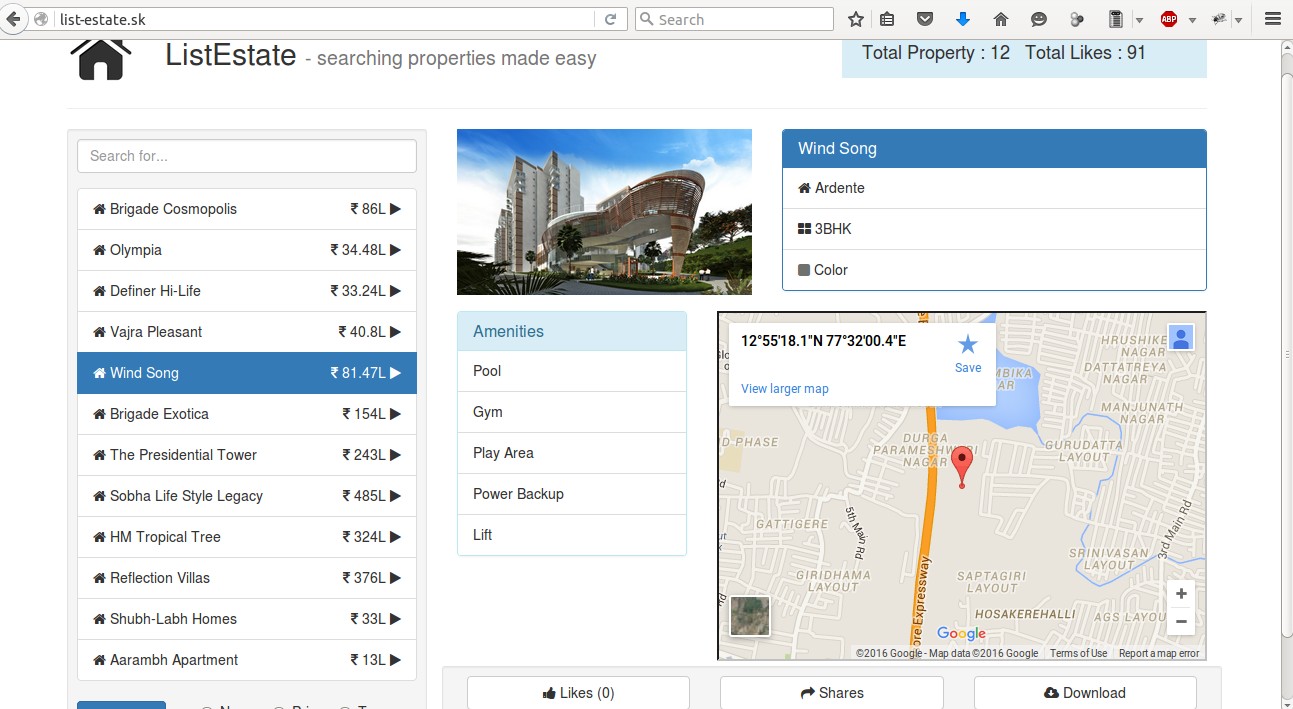 list-estate.sk
Search
ABP
ListEstate - searching properties made easy
Total Property : 12 Total Likes : 91
Search for...
Brigade Cosmopolis ₹ 86L
Olympia ₹ 34.48L
Definer Hi-Life ₹ 33.24L
Vajra Pleasant ₹ 40.8L
Wind Song ₹ 81.47L
Brigade Exotica ₹ 154L
The Presidential Tower ₹ 243L
Sobha Life Style Legacy ₹ 485L
HM Tropical Tree ₹ 324L
Reflection Villas ₹ 376L
Shubh-Labh Homes ₹ 33L
Aarambh Apartment ₹ 13L
Wind Song
Ardente
3BHK
Color
Amenities
Pool
Gym
Play Area
Power Backup
Lift
12°55'18.1"N 77°32'00.4"E
Save
View larger map
HRUSHIKE
NAGAR
DATTATREYA
NAGAR
MANJUNATH
NAGAR
D PHASE
DURGA
PARAMESHWARI
NAGAR
GURUDATTA
LAYOUT
GATTIGERE
5th Main Rd
3rd Main Rd
SRINIVASAN
LAYOUT
GIRIDHAMA
LAYOUT
SAPTAGIRI
LAYOUT
HOSAKEREHALLI
AGS LAYOU
ore Expressway
Google
©2016 Google - Map data ©2016 Google Terms of Use Report a map error
Likes (0)
Shares
Download